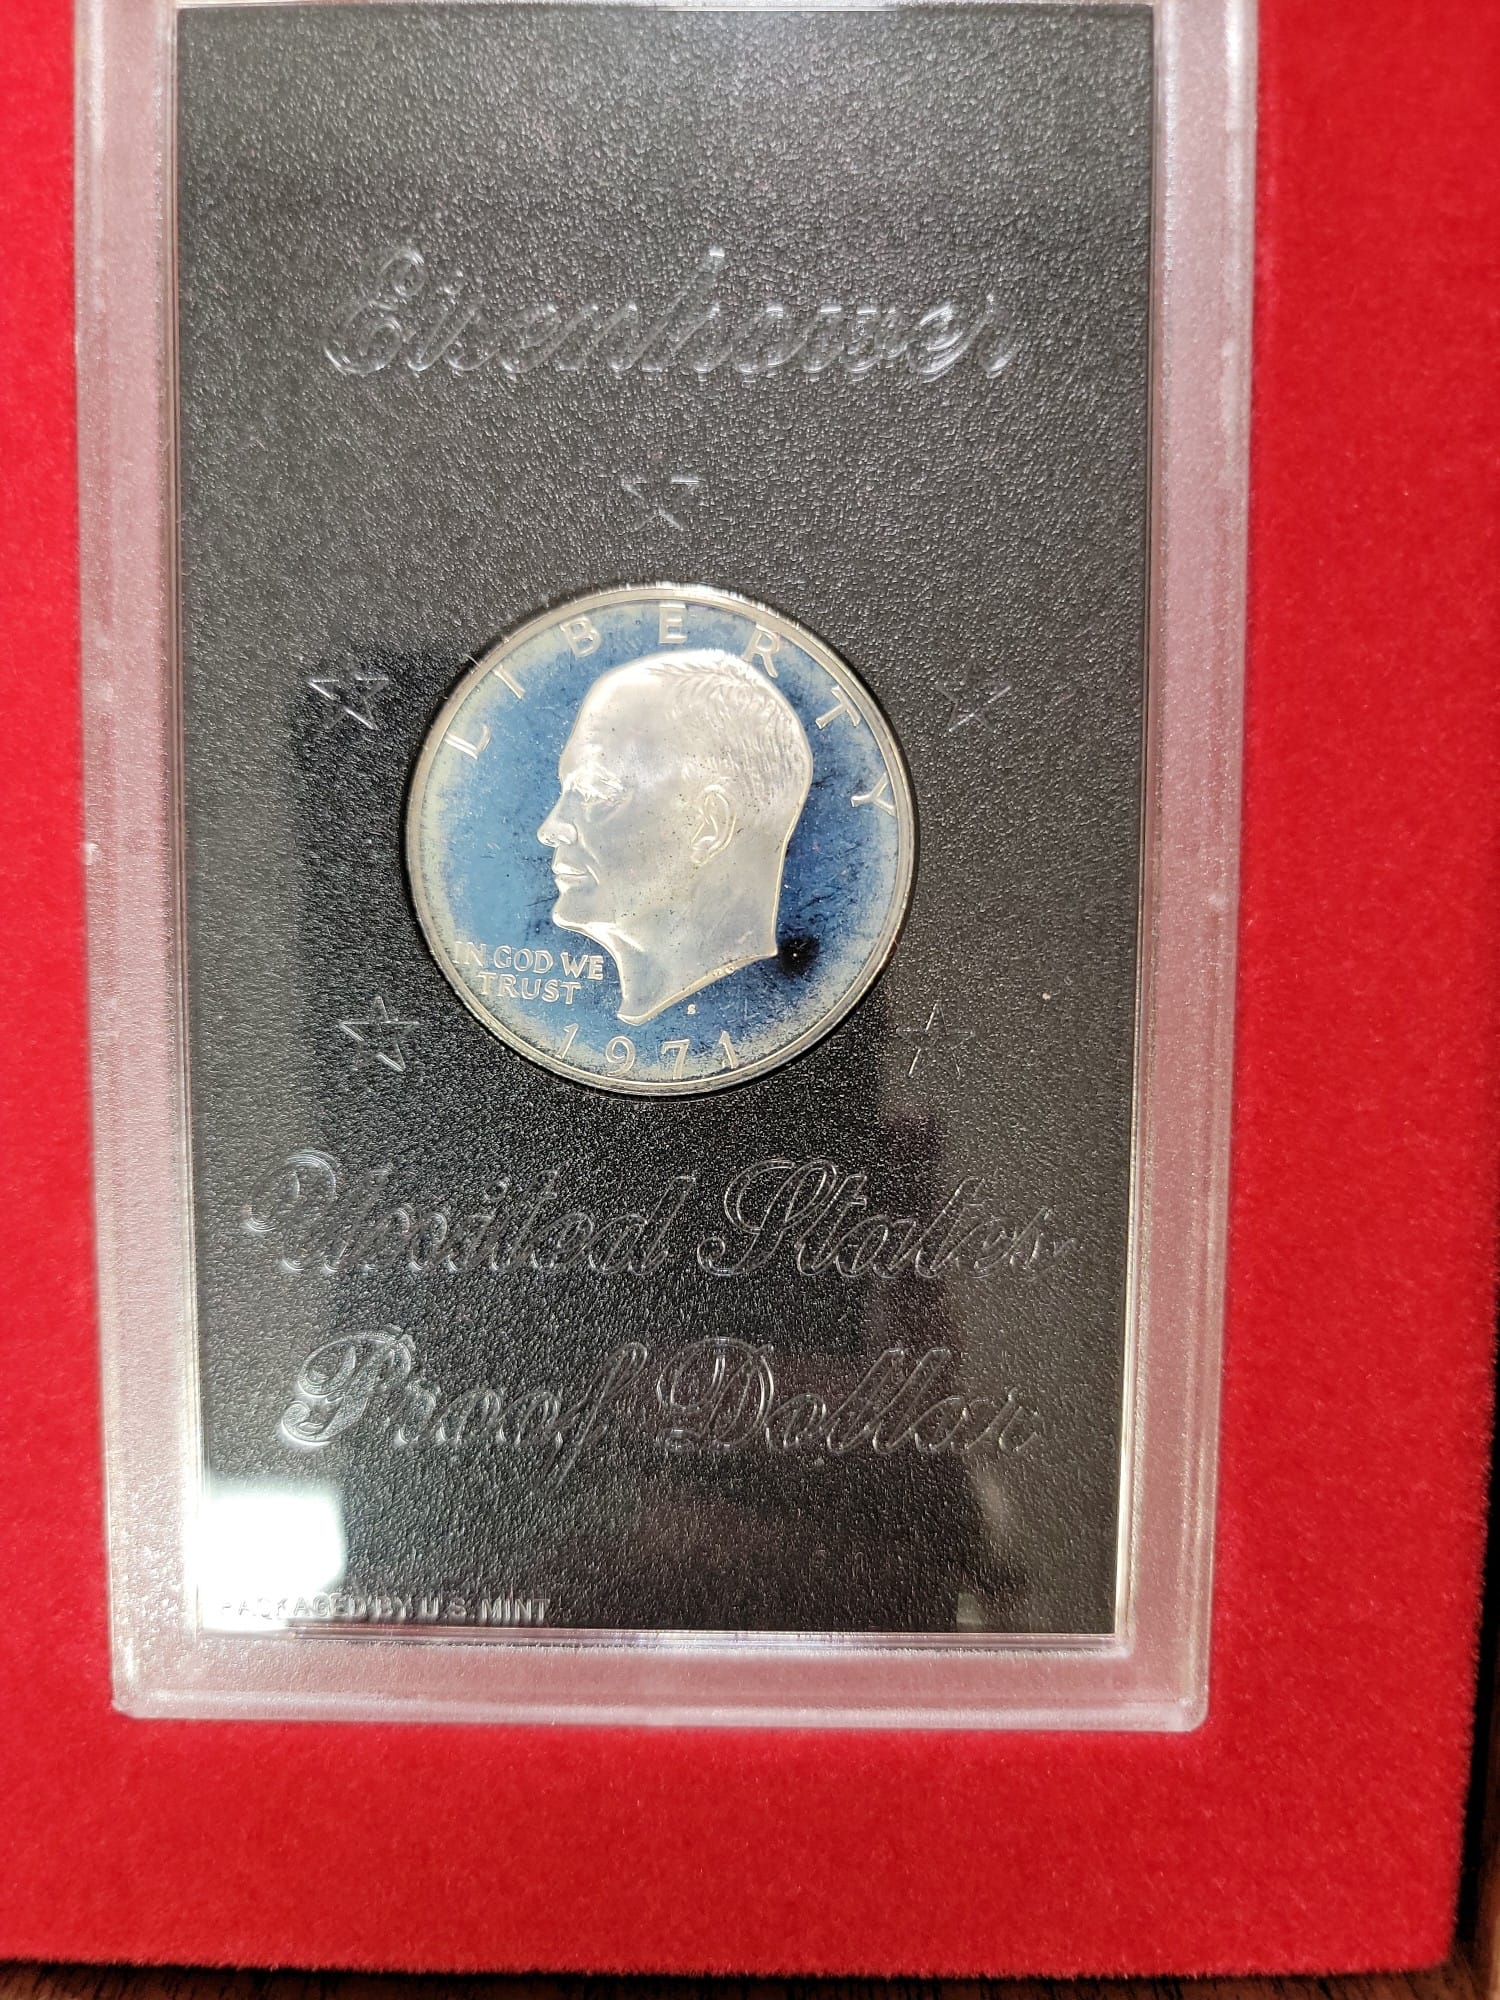 Eisenhower
LIBERTY
IN GOD WE
TRUST
S
1971
United States
Proof Dollar
PACKAGED BY U.S. MINT